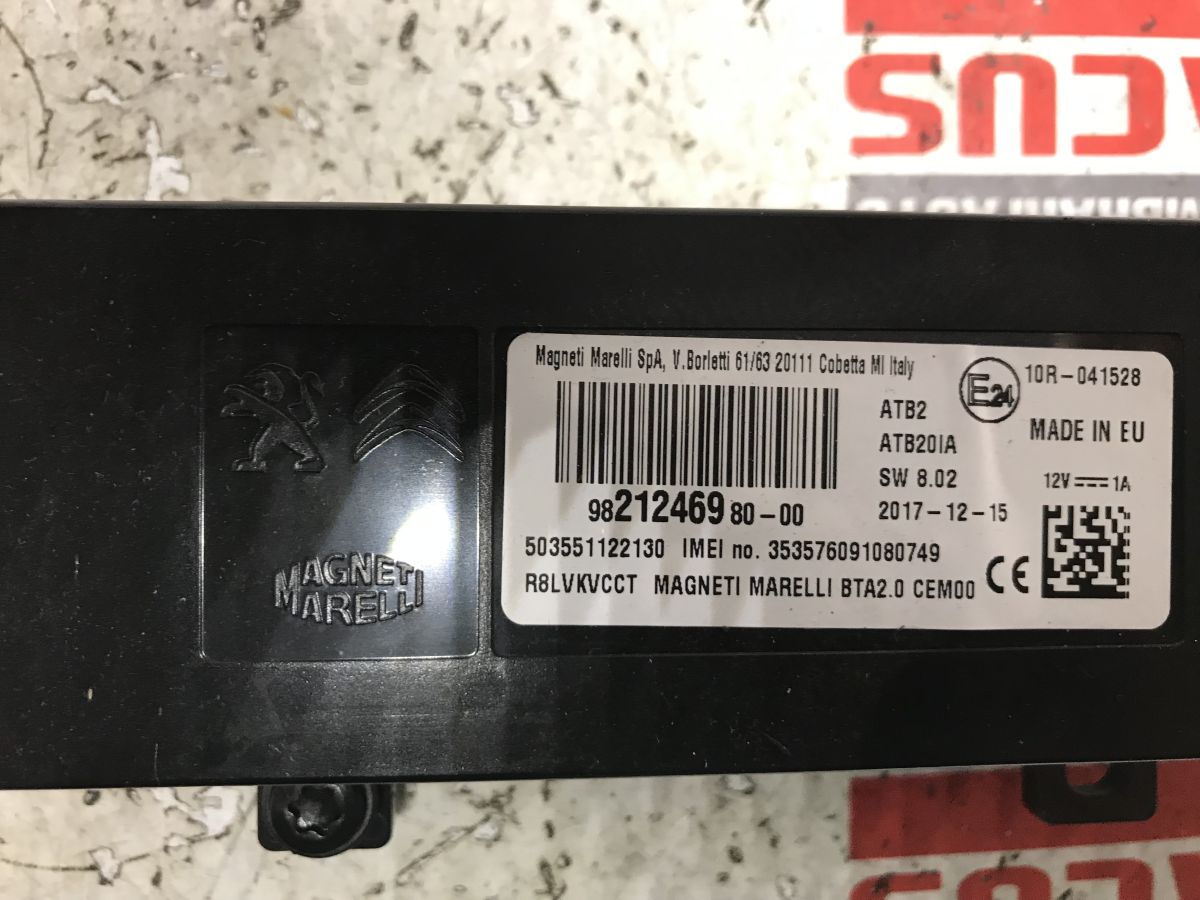 ACUS
MAGNETI
MARELLI
Magneti Marelli SpA, V.Borletti 61/63 20111 Cobetta MI Italy
E24
10R-041528
ATB2
ATB20IA
MADE IN EU
SW 8.02
12V 1A
9821246980-00
2017-12-15
503551122130 IMEI no. 353576091080749
R8LVKVCCT MAGNETI MARELLI BTA2.0 CEM00
CE